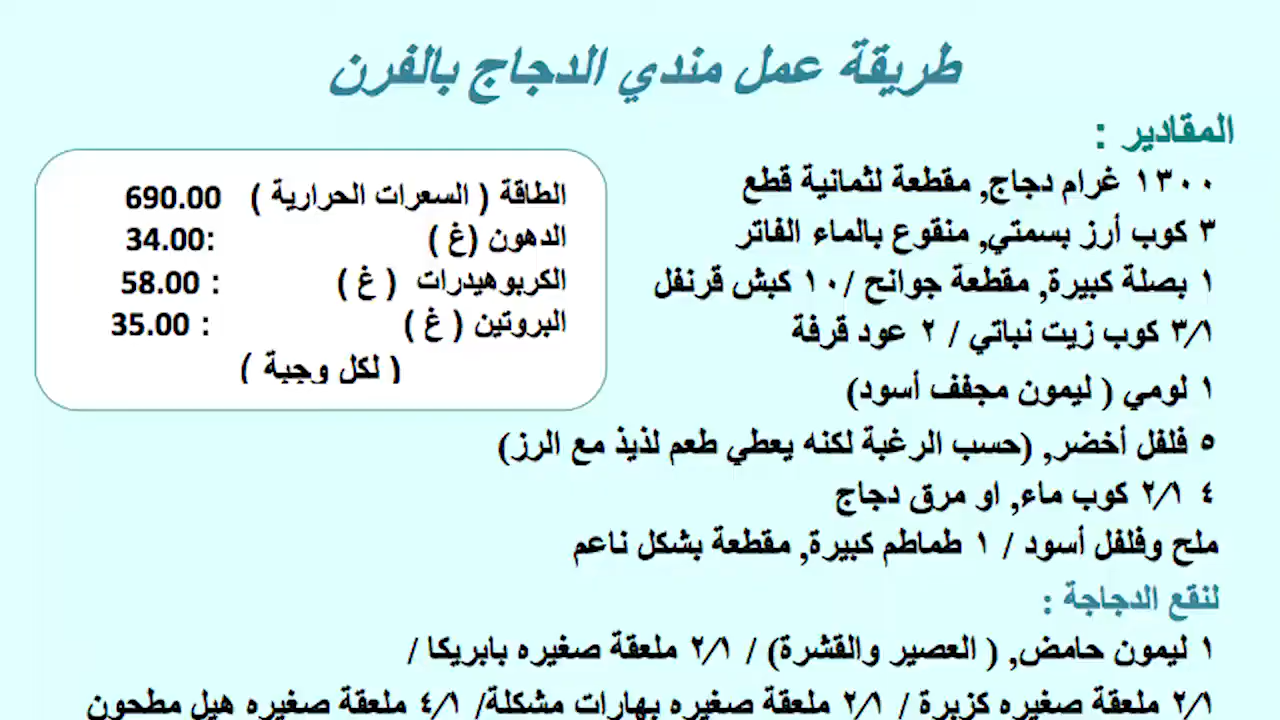 طريقة عمل مندي الدجاج بالفرن
المقادير :
١٣٠٠ غرام دجاج, مقطعة لثمانية قطع
٣ كوب أرز بسمتي, منقوع بالماء الفاتر
١ بصلة كبيرة, مقطعة جوانح /١٠ كبش قرنفل
٣/١ كوب زيت نباتي / ٢ عود قرفة
١ لومي ( ليمون مجفف أسود)
٥ فلفل أخضر, (حسب الرغبة لكنه يعطي طعم لذيذ مع الرز)
٤ ٢/١ كوب ماء, او مرق دجاج
ملح وفلفل أسود / ١ طماطم كبيرة, مقطعة بشكل ناعم
لنقع الدجاجة :
١ ليمون حامض, ( العصير والقشرة) / ٢/١ ملعقة صغيره بابريكا /
٢/١ ملعقة صغيره كزبرة / ٢/١ ملعقة صغيره بهارات مشكلة/ ٤/١ ملعقة صغيره هيل مطحون
الطاقة ( السعرات الحرارية ) 690.00
الدهون (غ ) :34.00
الكربوهيدرات ( غ ) : 58.00
البروتين ( غ ) : 35.00
( لكل وجبة )